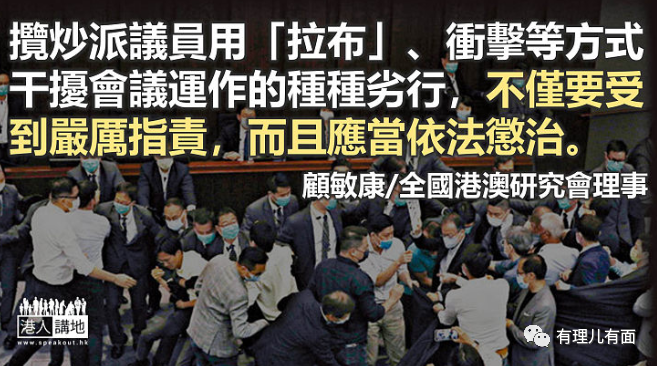 攬炒派議員用「拉布」、衝擊等方式
干擾會議運作的種種劣行，不僅要受
到嚴厲指責，而且應當依法懲治。
顧敏康/全國港澳研究會理事
港人講地
www.speakout.hk
有理儿有面